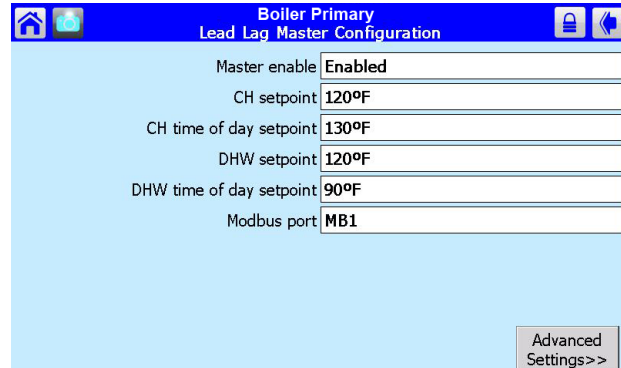 Boiler Primary
Lead Lag Master Configuration
Master enable Enabled
CH setpoint 120ºF
CH time of day setpoint 130ºF
DHW setpoint 120ºF
DHW time of day setpoint 90ºF
Modbus port MB1
Advanced
Settings>>